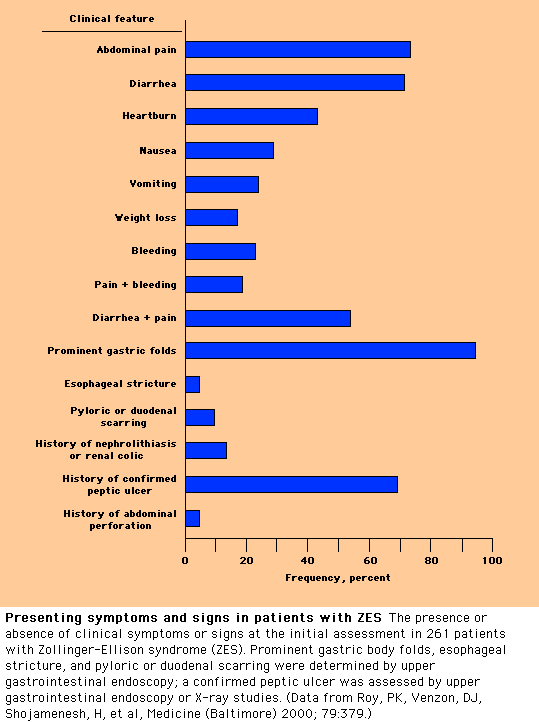 Clinical feature
Abdominal pain
Diarrhea
Heartburn
Nausea
Vomiting
Weight loss
Bleeding
Pain + bleeding
Diarrhea + pain
Prominent gastric folds
Esophageal stricture
Pyloric or duodenal
scarring
History of nephrolithiasis
or renal colic
History of confirmed
peptic ulcer
History of abdominal
perforation
0 20 40 60 80 100
Frequency, percent
Presenting symptoms and signs in patients with ZES The presence or
absence of clinical symptoms or signs at the initial assessment in 261 patients
with Zollinger-Ellison syndrome (ZES). Prominent gastric body folds, esophageal
stricture, and pyloric or duodenal scarring were determined by upper
gastrointestinal endoscopy; a confirmed peptic ulcer was assessed by upper
gastrointestinal endoscopy or X-ray studies. (Data from Roy, PK, Venzon, DJ,
Shojamenesh, H, et al, Medicine (Baltimore) 2000; 79:379.)